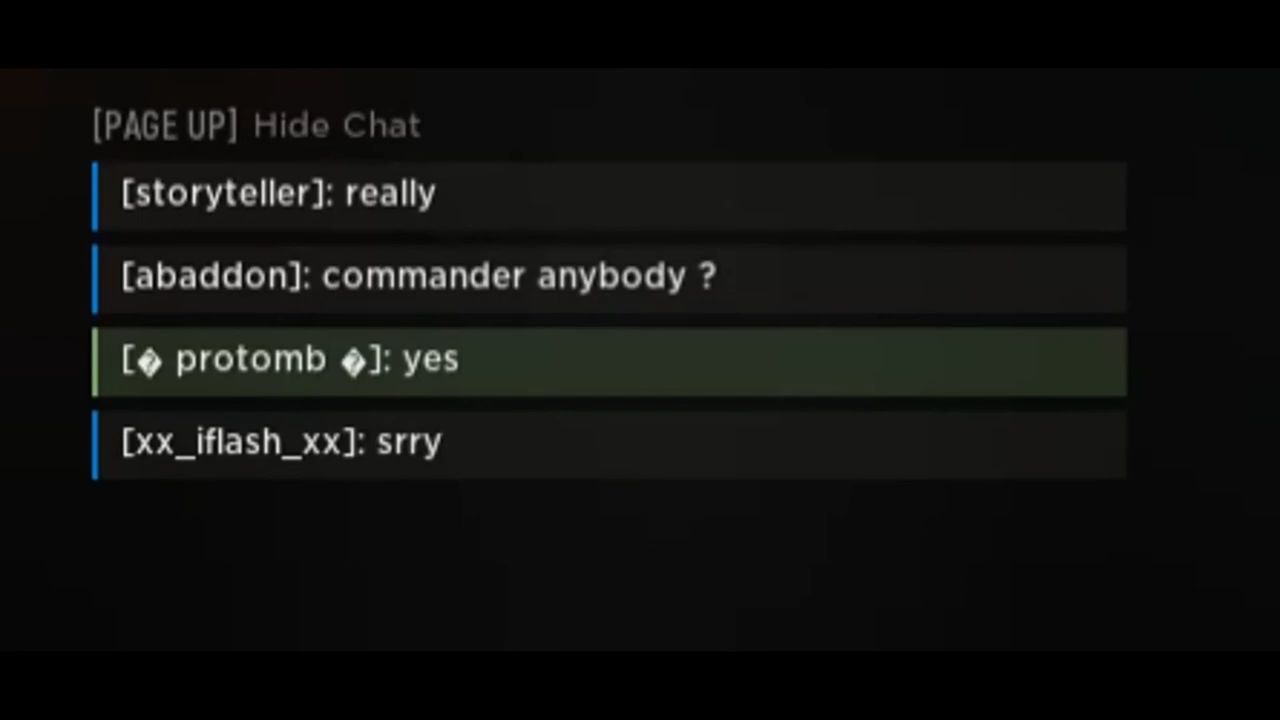 [PAGE UP] Hide Chat
[storyteller]: really
[abaddon]: commander anybody ?
[� protomb �]: yes
[xx_iflash_xx]: srry